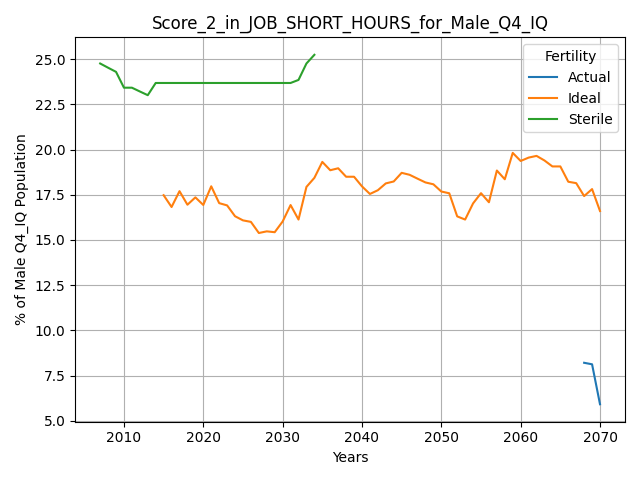 Score_2_in_JOB_SHORT_HOURS_for_Male_Q4_IQ
% of Male Q4_IQ Population
25.0
22.5
20.0
17.5
15.0
12.5
10.0
7.5
5.0
Fertility
Actual
Ideal
Sterile
2010 2020 2030 2040 2050 2060 2070
Years